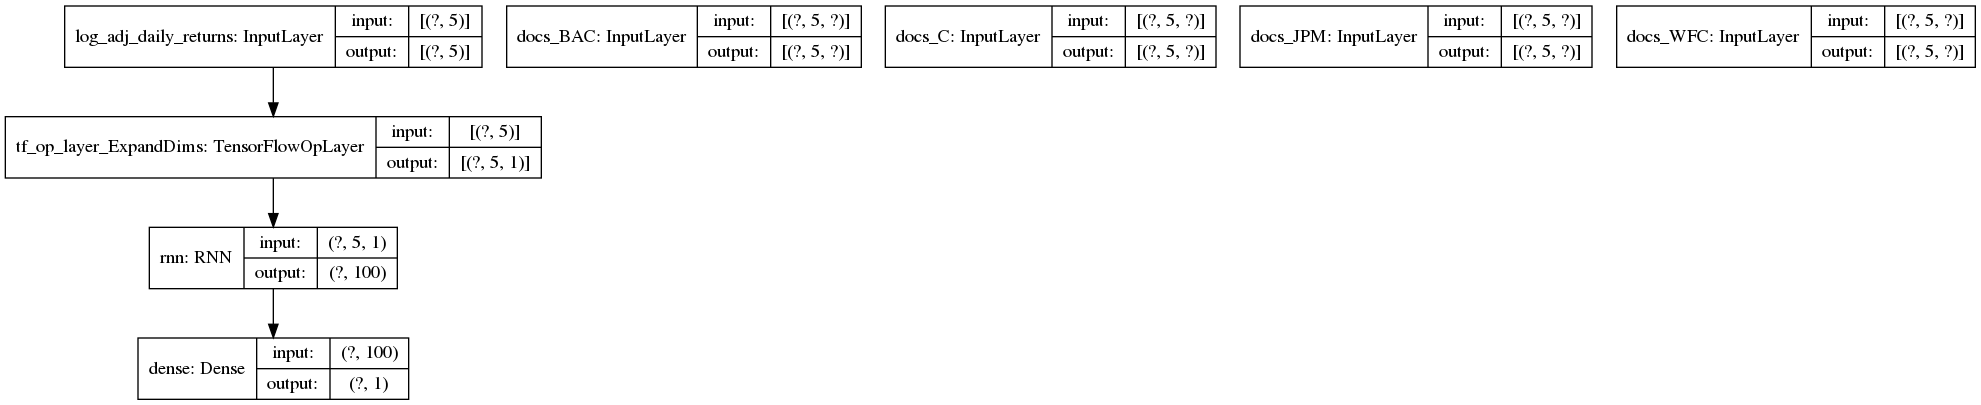 log_adj_daily_returns: InputLayer
input: [(?, 5)]
output: [(?, 5)]
docs_BAC: InputLayer
input: [(?, 5, ?)]
output: [(?, 5, ?)]
docs_C: InputLayer
input: [(?, 5, ?)]
output: [(?, 5, ?)]
docs_JPM: InputLayer
input: [(?, 5, ?)]
output: [(?, 5, ?)]
docs_WFC: InputLayer
input: [(?, 5, ?)]
output: [(?, 5, ?)]
tf_op_layer_ExpandDims: TensorFlowOpLayer
input: [(?, 5)]
output: [(?, 5, 1)]
rnn: RNN
input: (?, 5, 1)
output: (?, 100)
dense: Dense
input: (?, 100)
output: (?, 1)